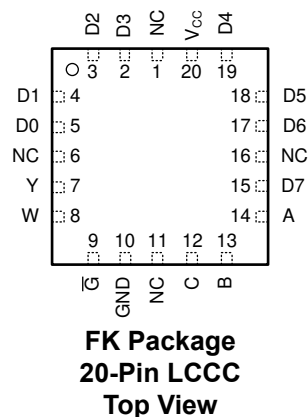 D2 D3 NC VCC D4
3 2 1 20 19
D1 4 18 D5
D0 5 17 D6
NC 6 16 NC
Y 7 15 D7
W 8 14 A
9 10 11 12 13
G̅ GND NC C B
FK Package
20-Pin LCCC
Top View